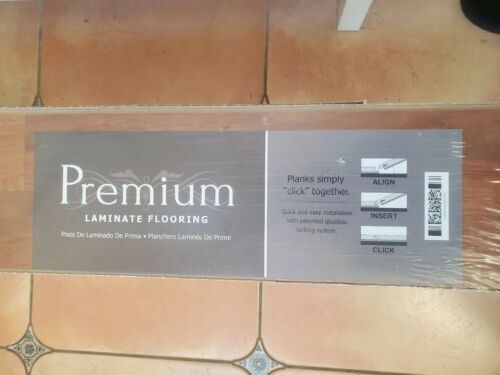 Premium
LAMINATE FLOORING
Pisos De Laminado De Prima • Planchers Laminés De Prime
Planks simply
"click" together.
Quick and easy installation
with patented glueless
locking system.
ALIGN
INSERT
CLICK